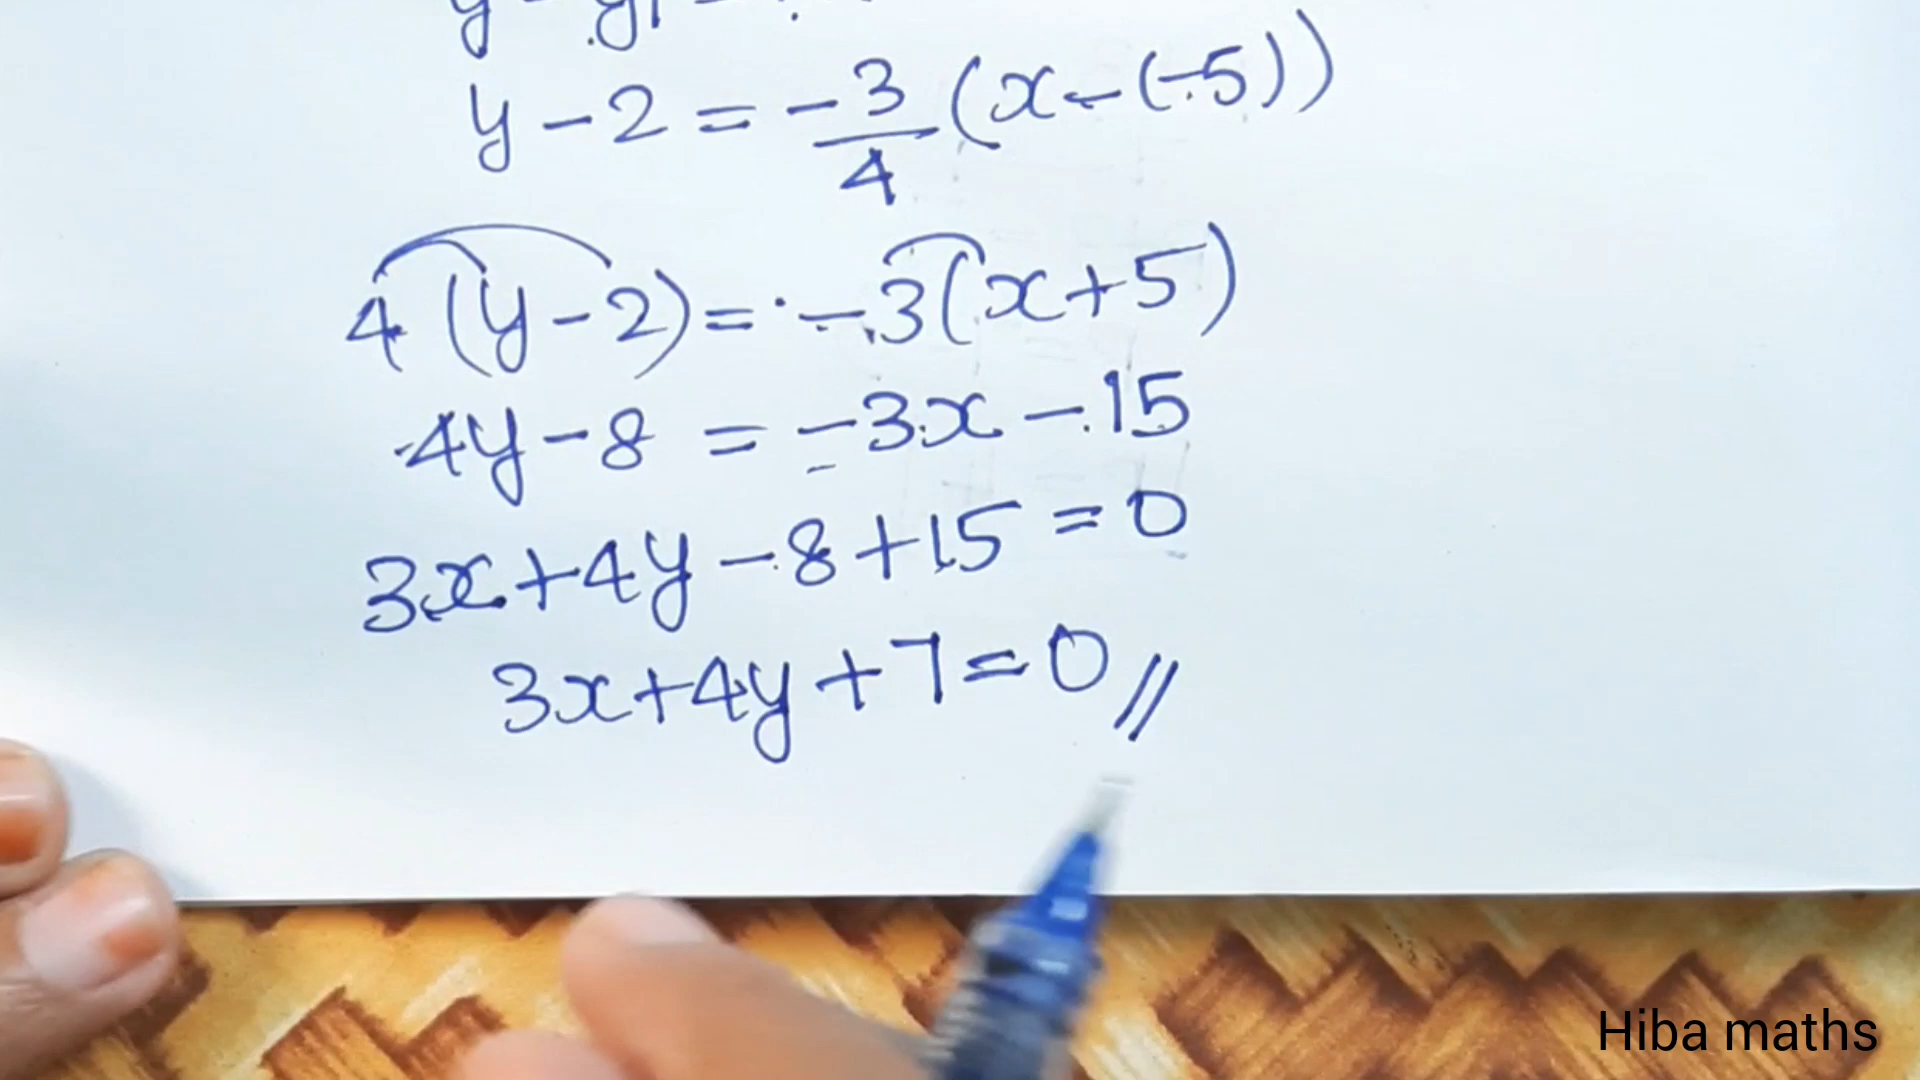 y - y1 =
y - 2 = -3/4 (x - (-5))
4(y - 2) = -3(x + 5)
4y - 8 = -3x - 15
3x + 4y - 8 + 15 = 0
3x + 4y + 7 = 0 //
Hiba maths